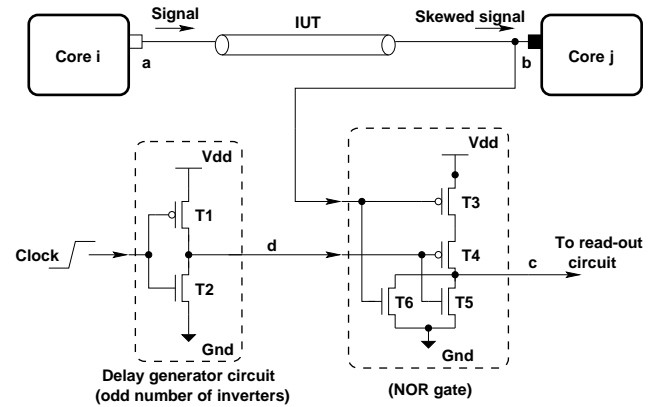 Signal
IUT
Skewed signal
Core i
a
b
Core j
Vdd
Vdd
T1
T3
Clock
d
T4
c
To read-out
circuit
T2
T6
T5
Gnd
Gnd
Delay generator circuit
(odd number of inverters)
(NOR gate)